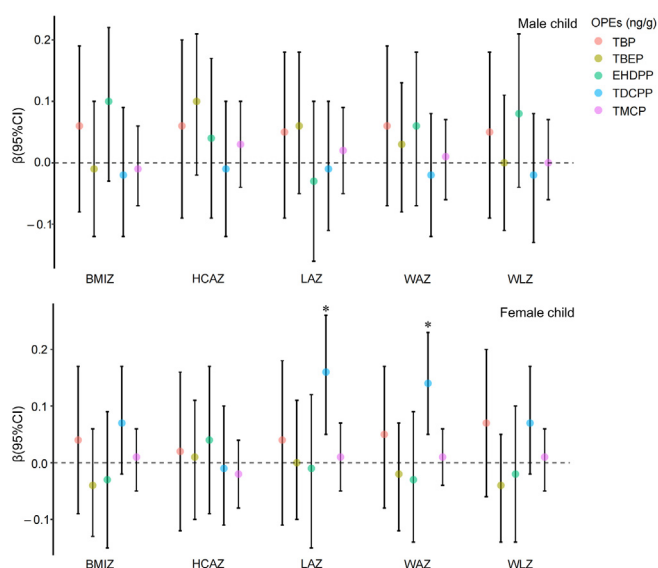 Male child
OPEs (ng/g)
TBP
TBEP
EHDPP
TDCPP
TMCP
β(95%CI)
0.2
0.1
0.0
−0.1
BMIZ HCAZ LAZ WAZ WLZ
Female child
β(95%CI)
0.2
0.1
0.0
−0.1
* *
BMIZ HCAZ LAZ WAZ WLZ